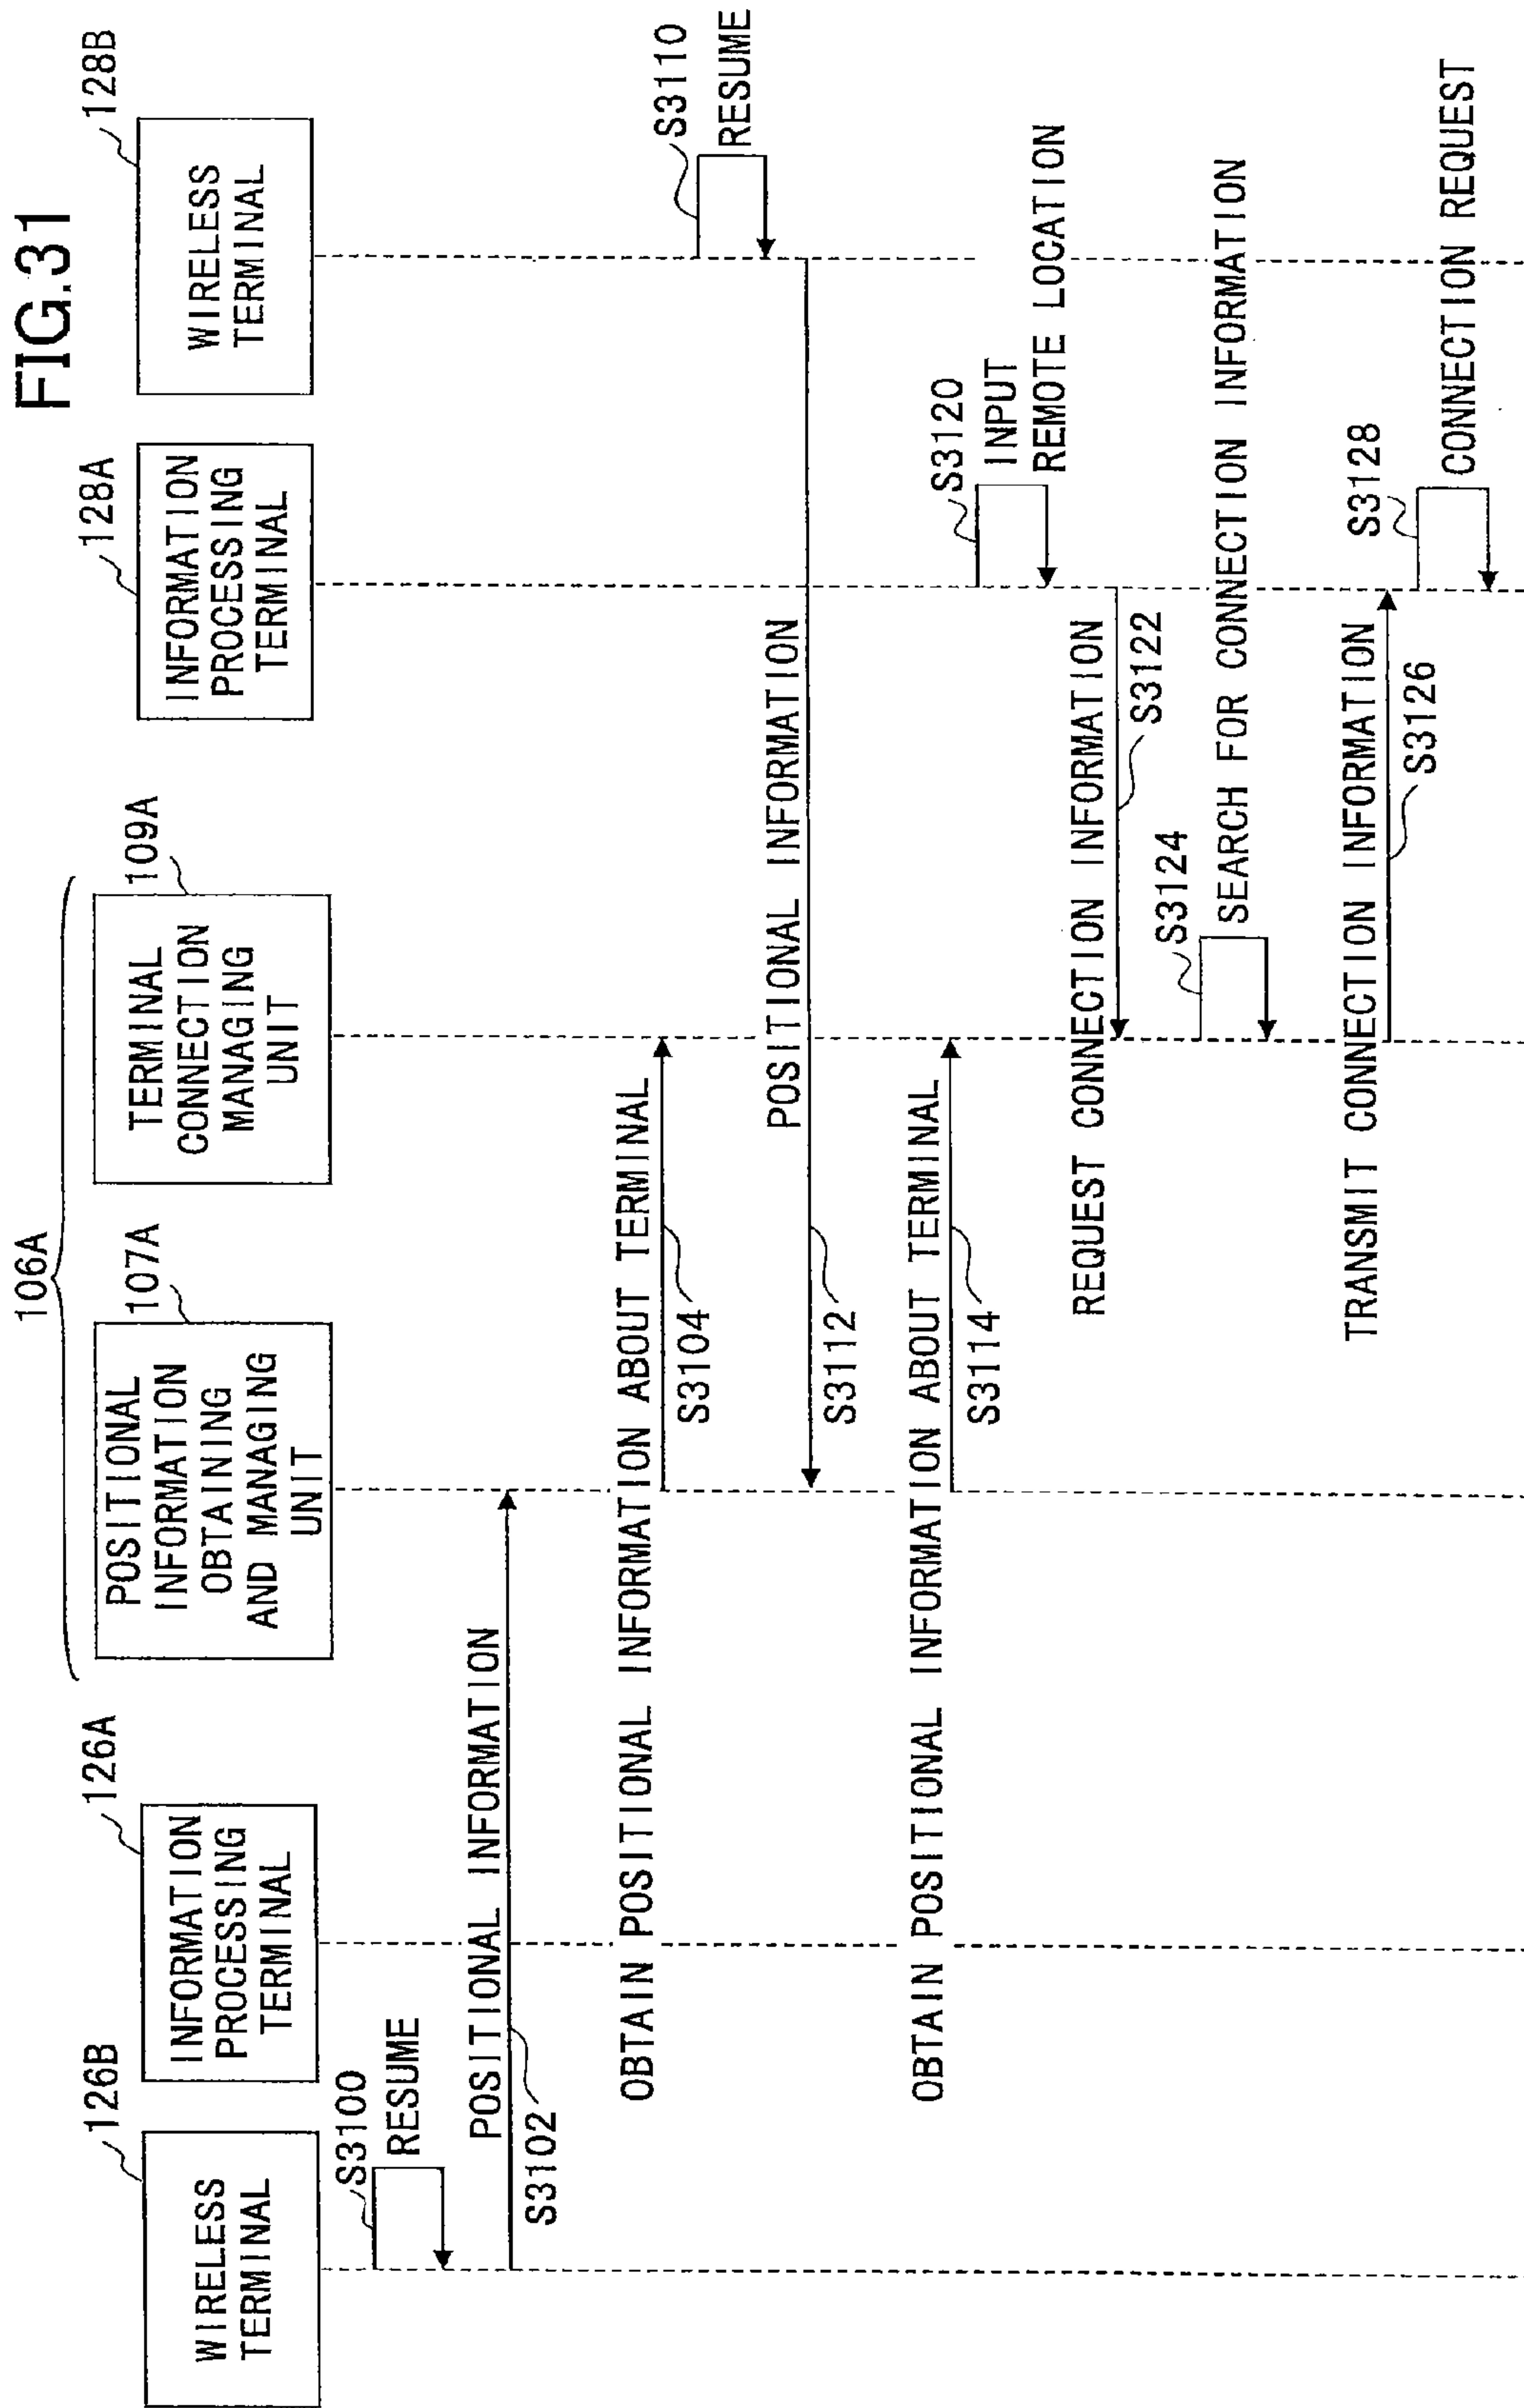 FIG.31
106A
126B
WIRELESS
TERMINAL
126A
INFORMATION
PROCESSING
TERMINAL
107A
POSITIONAL
INFORMATION
OBTAINING
AND MANAGING
UNIT
109A
TERMINAL
CONNECTION
MANAGING
UNIT
128A
INFORMATION
PROCESSING
TERMINAL
128B
WIRELESS
TERMINAL
S3100
RESUME
POSITIONAL INFORMATION
S3102
OBTAIN POSITIONAL INFORMATION ABOUT TERMINAL
S3104
S3110
RESUME
POSITIONAL INFORMATION
S3112
OBTAIN POSITIONAL INFORMATION ABOUT TERMINAL
S3114
S3120
INPUT
REMOTE LOCATION
REQUEST CONNECTION INFORMATION
S3122
S3124
SEARCH FOR CONNECTION INFORMATION
TRANSMIT CONNECTION INFORMATION
S3126
S3128
CONNECTION REQUEST